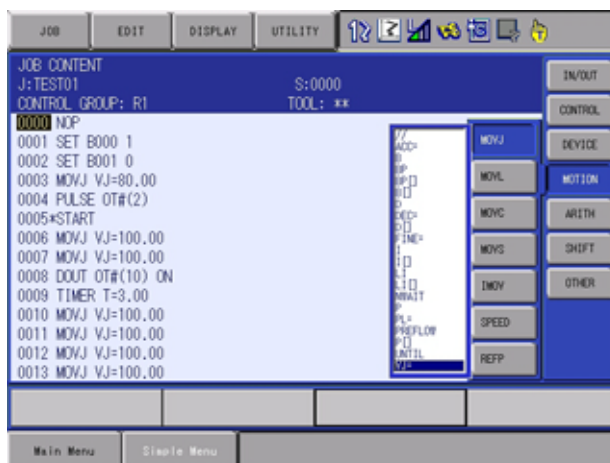 JOB EDIT DISPLAY UTILITY
JOB CONTENT
J:TEST01 S:0000
CONTROL GROUP: R1 TOOL: **
0000 NOP
0001 SET B000 1
0002 SET B001 0
0003 MOVJ VJ=80.00
0004 PULSE OT#(2)
0005*START
0006 MOVJ VJ=100.00
0007 MOVJ VJ=100.00
0008 DOUT OT#(10) ON
0009 TIMER T=3.00
0010 MOVJ VJ=100.00
0011 MOVJ VJ=100.00
0012 MOVJ VJ=100.00
0013 MOVJ VJ=100.00
//
ACC=
B
BP
BP[]
B[]
D
DEC=
D[]
FINE=
I
I[]
LI
LI[]
NWAIT
P
PL=
PREFLOW
P[]
UNTIL
VJ=
MOVJ
MOVL
MOVC
MOVS
IMOV
SPEED
REFP
IN/OUT
CONTROL
DEVICE
MOTION
ARITH
SHIFT
OTHER
Main Menu Simple Menu